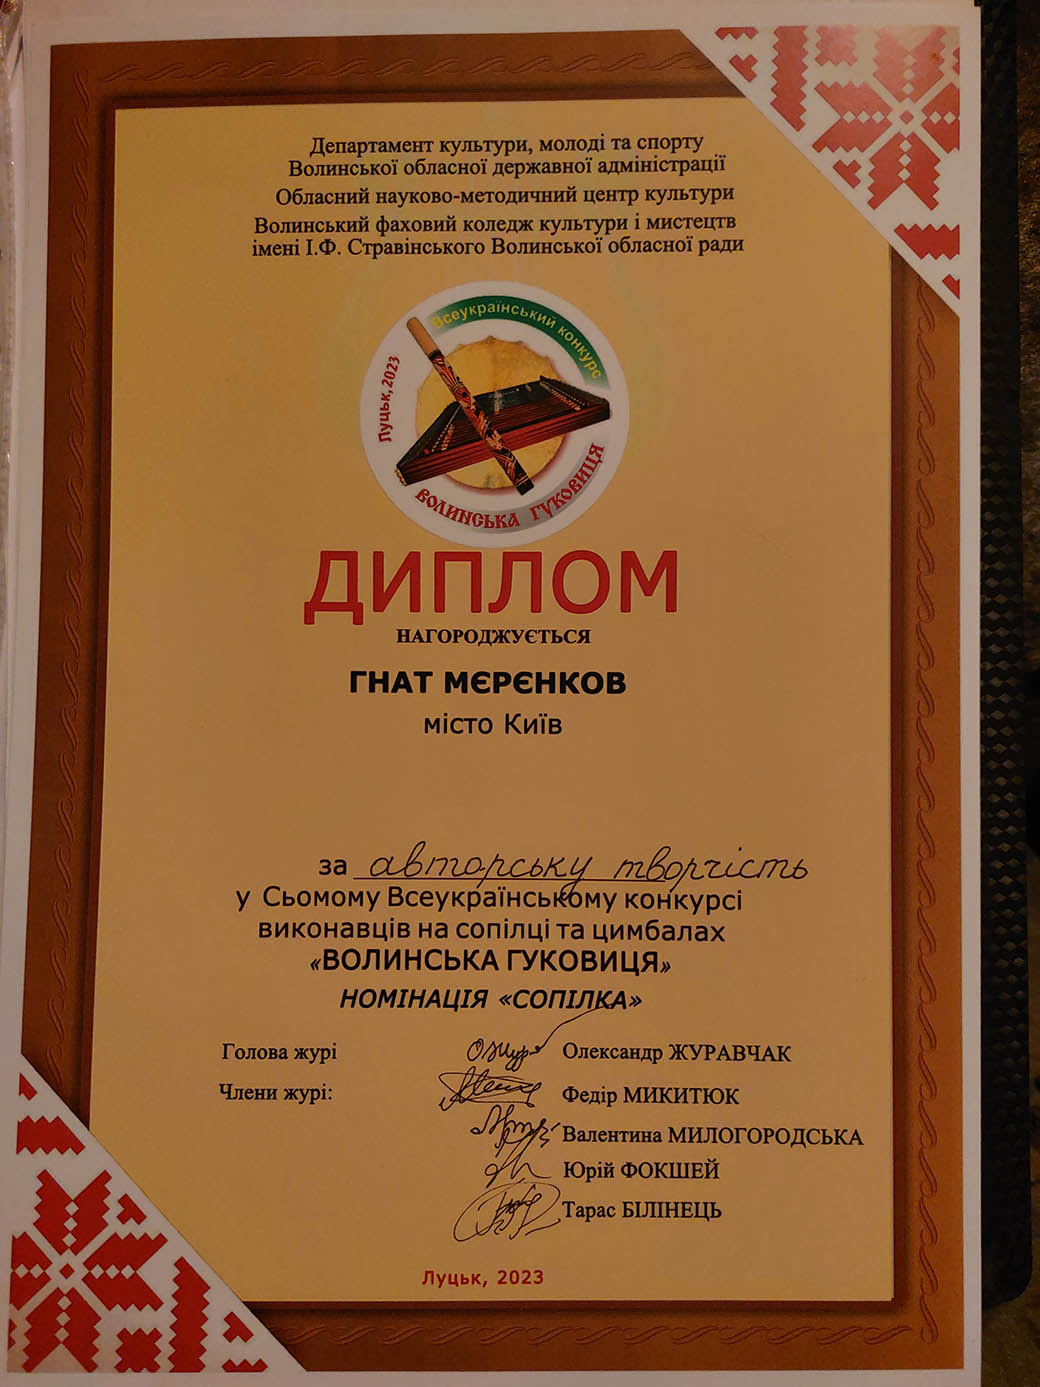 Департамент культури, молоді та спорту
Волинської обласної державної адміністрації
Обласний науково-методичний центр культури
Волинський фаховий коледж культури і мистецтв
імені І.Ф. Стравінського Волинської обласної ради
Всеукраїнський конкурс
Луцьк, 2023
ВОЛИНСЬКА ГУКОВИЦЯ
ДИПЛОМ
НАГОРОДЖУЄТЬСЯ
ГНАТ МЄРЄНКОВ
місто Київ
за авторську творчість
у Сьомому Всеукраїнському конкурсі
виконавців на сопілці та цимбалах
«ВОЛИНСЬКА ГУКОВИЦЯ»
НОМІНАЦІЯ «СОПІЛКА»
Голова журі Олександр ЖУРАВЧАК
Члени журі: Федір МИКИТЮК
Валентина МИЛОГОРОДСЬКА
Юрій ФОКШЕЙ
Тарас БІЛІНЕЦЬ
Луцьк, 2023